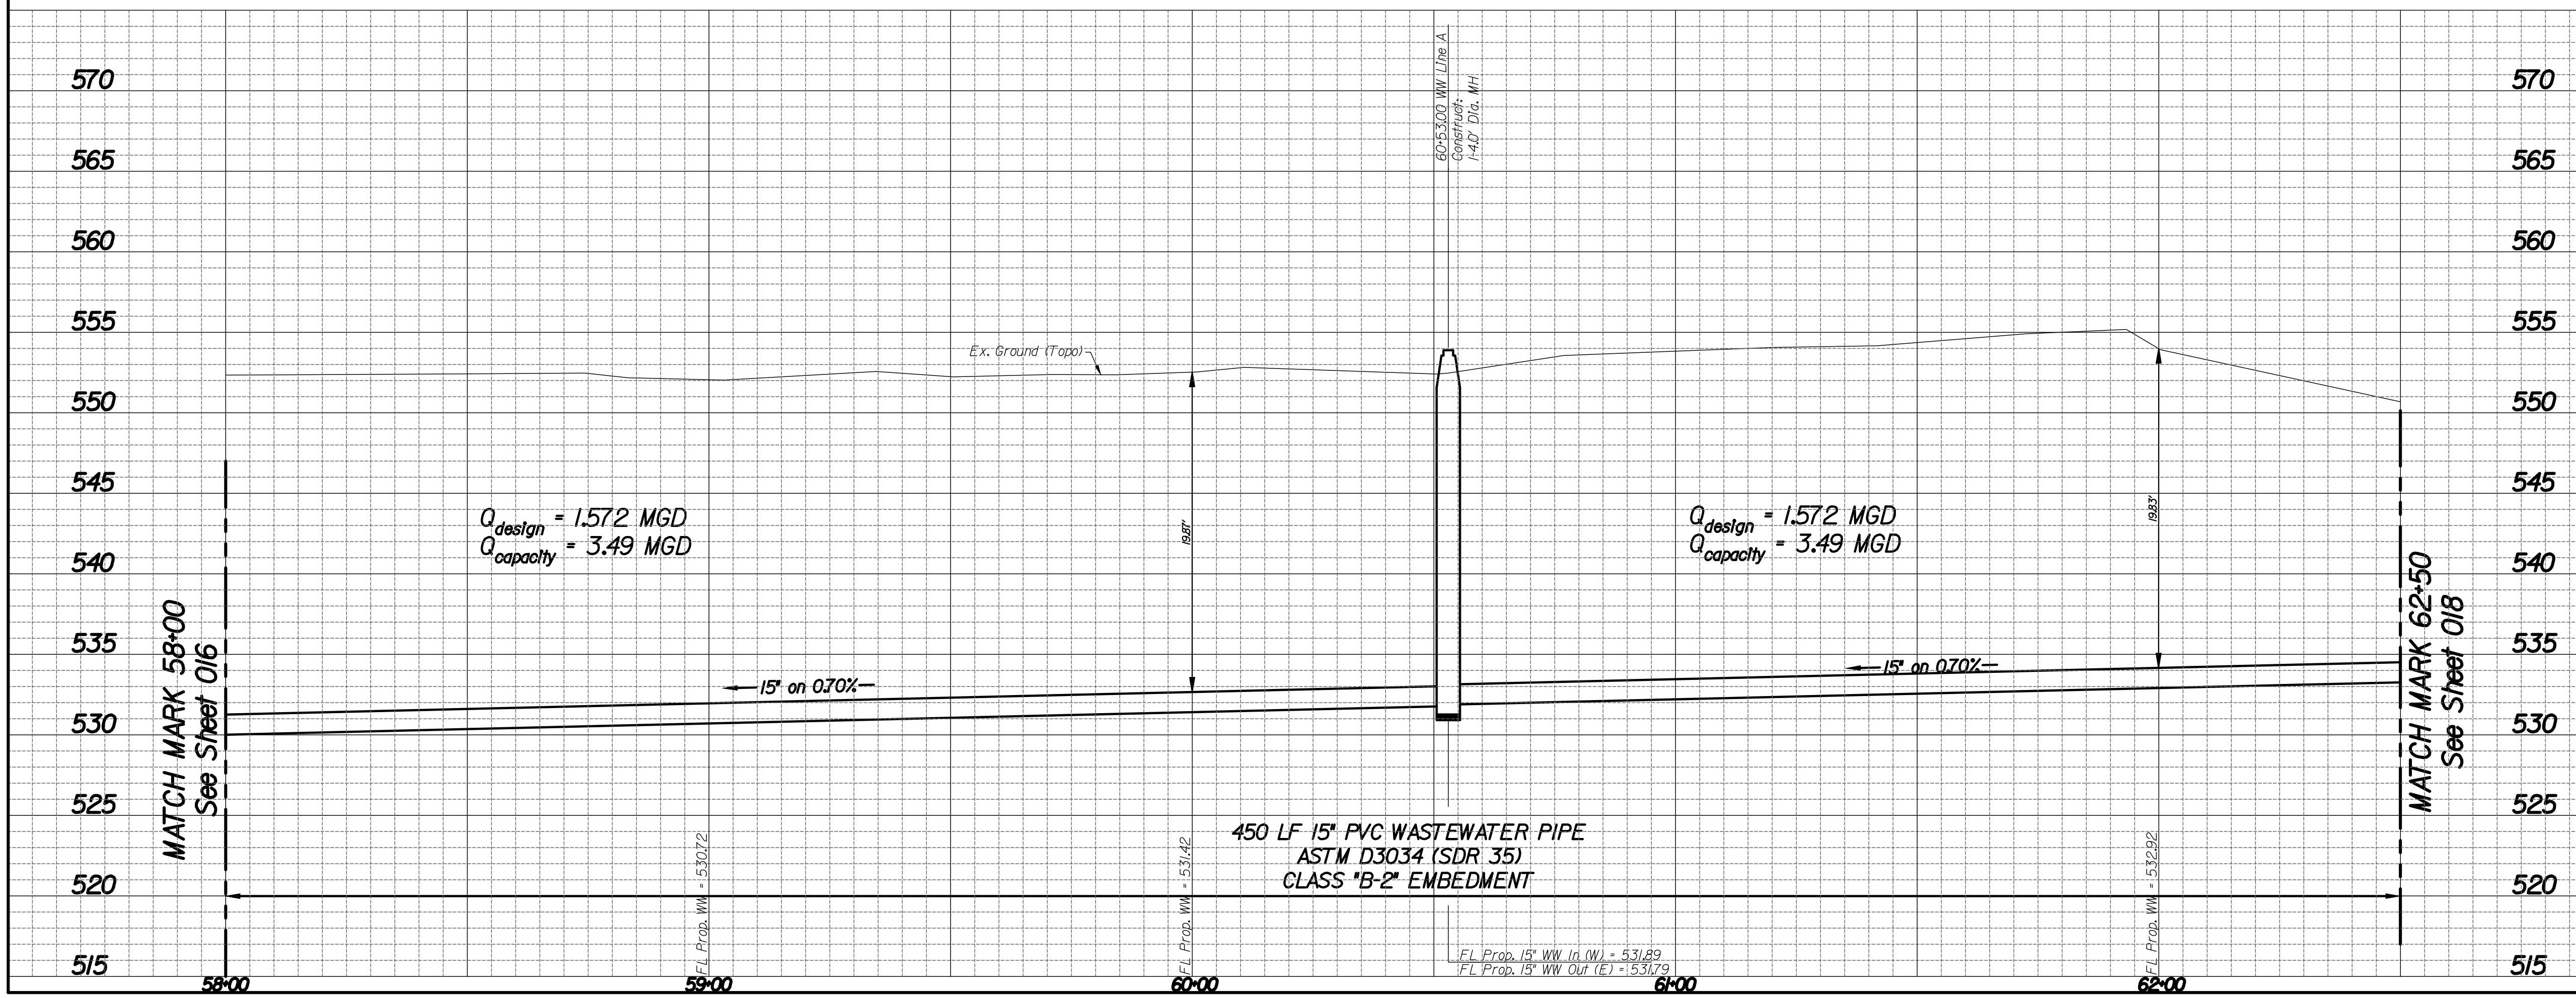 60+53.00 WW Line A
Construct:
1-4.0' Dia. MH
570
570
565
565
560
560
555
555
Ex. Ground (Topo)
550
550
545
545
Qdesign = 1.572 MGD
Qcapacity = 3.49 MGD
19.87'
Qdesign = 1.572 MGD
Qcapacity = 3.49 MGD
19.83'
540
540
535
535
MATCH MARK 58+00
See Sheet 016
15" on 0.70%
15" on 0.70%
MATCH MARK 62+50
See Sheet 018
530
530
525
525
450 LF 15" PVC WASTEWATER PIPE
ASTM D3034 (SDR 35)
CLASS "B-2" EMBEDMENT
520
520
FL Prop. WW = 530.72
FL Prop. WW = 531.42
FL Prop. WW = 532.92
FL Prop. 15" WW In (W) = 531.89
FL Prop. 15" WW Out (E) = 531.79
515
515
58+00
59+00
60+00
61+00
62+00